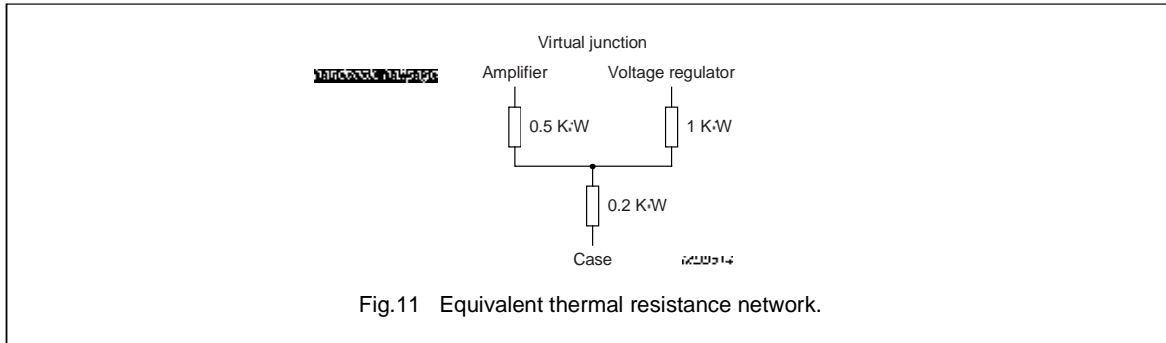 Virtual junction
Amplifier Voltage regulator
0.5 K/W 1 K/W
0.2 K/W
Case
Fig.11 Equivalent thermal resistance network.